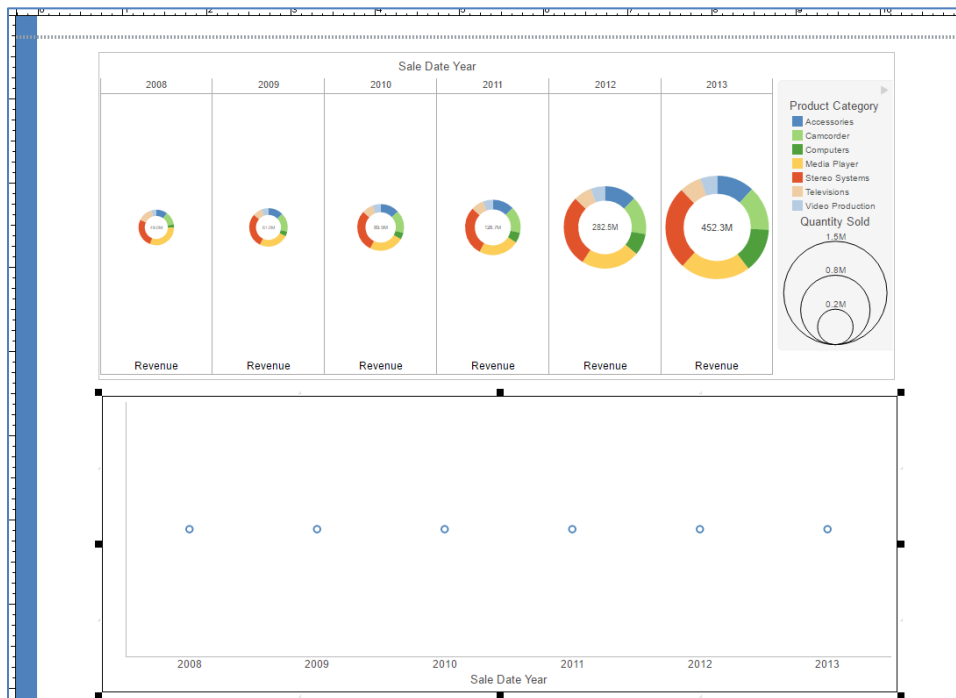 Sale Date Year
2008 2009 2010 2011 2012 2013
282.5M 452.3M
Revenue Revenue Revenue Revenue Revenue Revenue
Product Category
Accessories
Camcorder
Computers
Media Player
Stereo Systems
Televisions
Video Production
Quantity Sold
1.5M
0.8M
0.2M
2008 2009 2010 2011 2012 2013
Sale Date Year